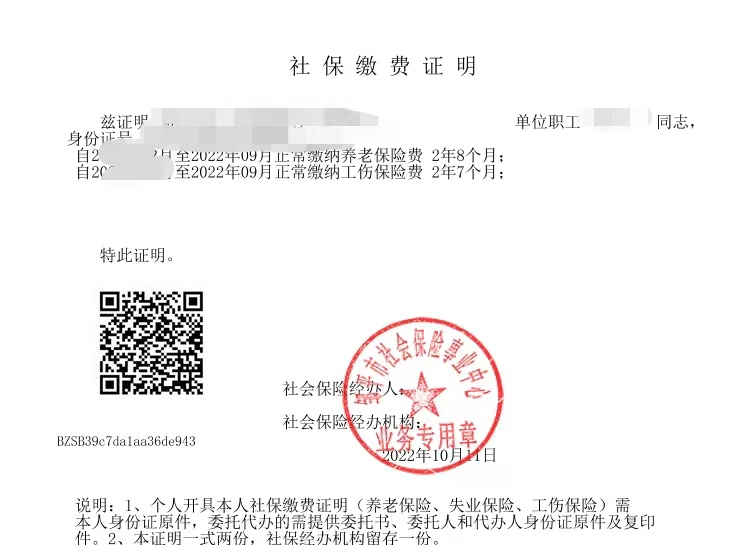 社保缴费证明
兹证明 单位职工 同志，
身份证号
自2 2月至2022年09月正常缴纳养老保险费 2年8个月；
自20 月至2022年09月正常缴纳工伤保险费 2年7个月；
特此证明。
市社会保险事业中心
社会保险经办人：
社会保险经办机构：
业务专用章
BZSB39c7da1aa36de943
2022年10月11日
说明：1、个人开具本人社保缴费证明（养老保险、失业保险、工伤保险）需
本人身份证原件，委托代办的需提供委托书、委托人和代办人身份证原件及复印
件。2、本证明一式两份，社保经办机构留存一份。